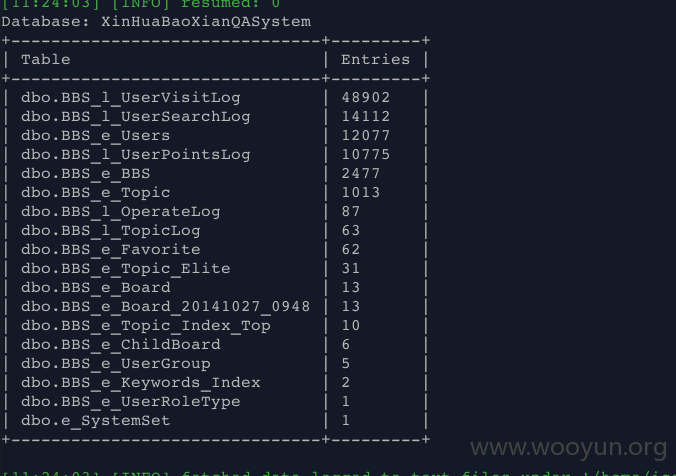 [11:24:03] [INFO] resumed: 0
Database: XinHuaBaoXianQASystem
+-------------------------------+---------+
| Table                         | Entries |
+-------------------------------+---------+
| dbo.BBS_l_UserVisitLog        | 48902   |
| dbo.BBS_l_UserSearchLog       | 14112   |
| dbo.BBS_e_Users               | 12077   |
| dbo.BBS_l_UserPointsLog       | 10775   |
| dbo.BBS_e_BBS                 | 2477    |
| dbo.BBS_e_Topic               | 1013    |
| dbo.BBS_l_OperateLog          | 87      |
| dbo.BBS_l_TopicLog            | 63      |
| dbo.BBS_e_Favorite            | 62      |
| dbo.BBS_e_Topic_Elite         | 31      |
| dbo.BBS_e_Board               | 13      |
| dbo.BBS_e_Board_20141027_0948 | 13      |
| dbo.BBS_e_Topic_Index_Top     | 10      |
| dbo.BBS_e_ChildBoard          | 6       |
| dbo.BBS_e_UserGroup           | 5       |
| dbo.BBS_e_Keywords_Index      | 2       |
| dbo.BBS_e_UserRoleType        | 1       |
| dbo.e_SystemSet               | 1       |
+-------------------------------+---------+
www.wooyun.org
[11:24:03] [INFO] fetched data logged to text files under